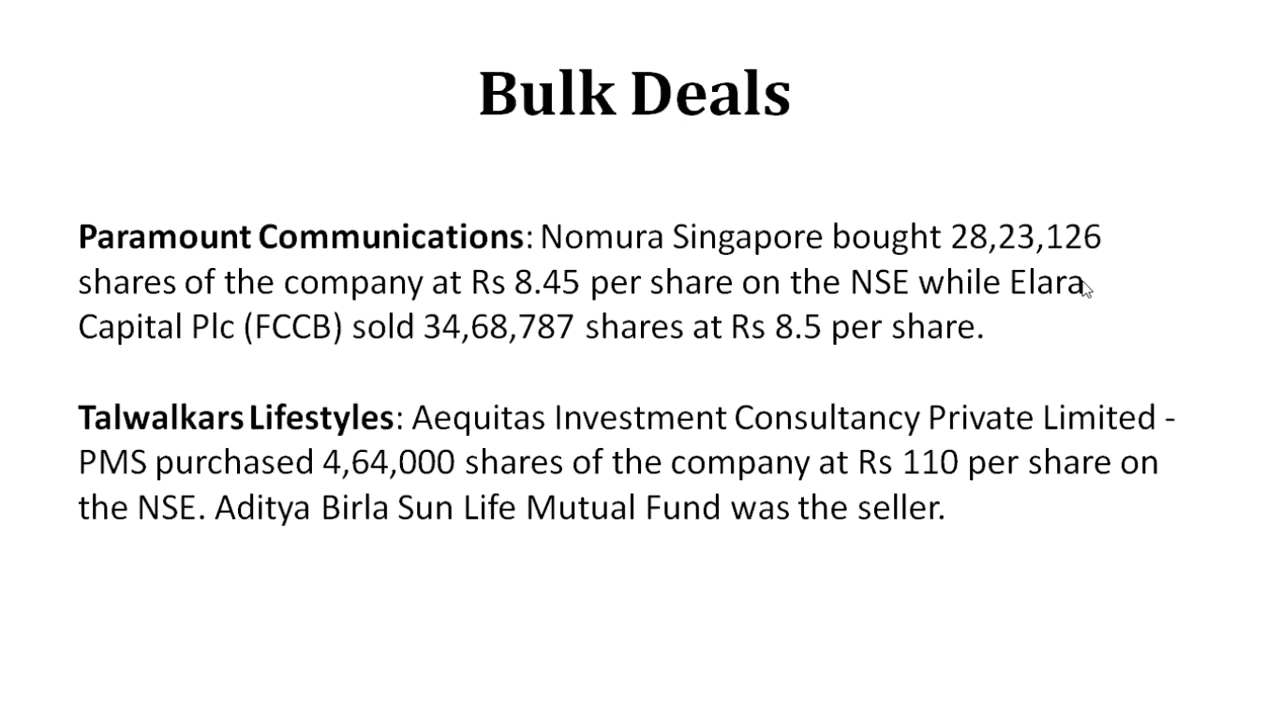 Bulk Deals
Paramount Communications: Nomura Singapore bought 28,23,126
shares of the company at Rs 8.45 per share on the NSE while Elara
Capital Plc (FCCB) sold 34,68,787 shares at Rs 8.5 per share.
Talwalkars Lifestyles: Aequitas Investment Consultancy Private Limited -
PMS purchased 4,64,000 shares of the company at Rs 110 per share on
the NSE. Aditya Birla Sun Life Mutual Fund was the seller.